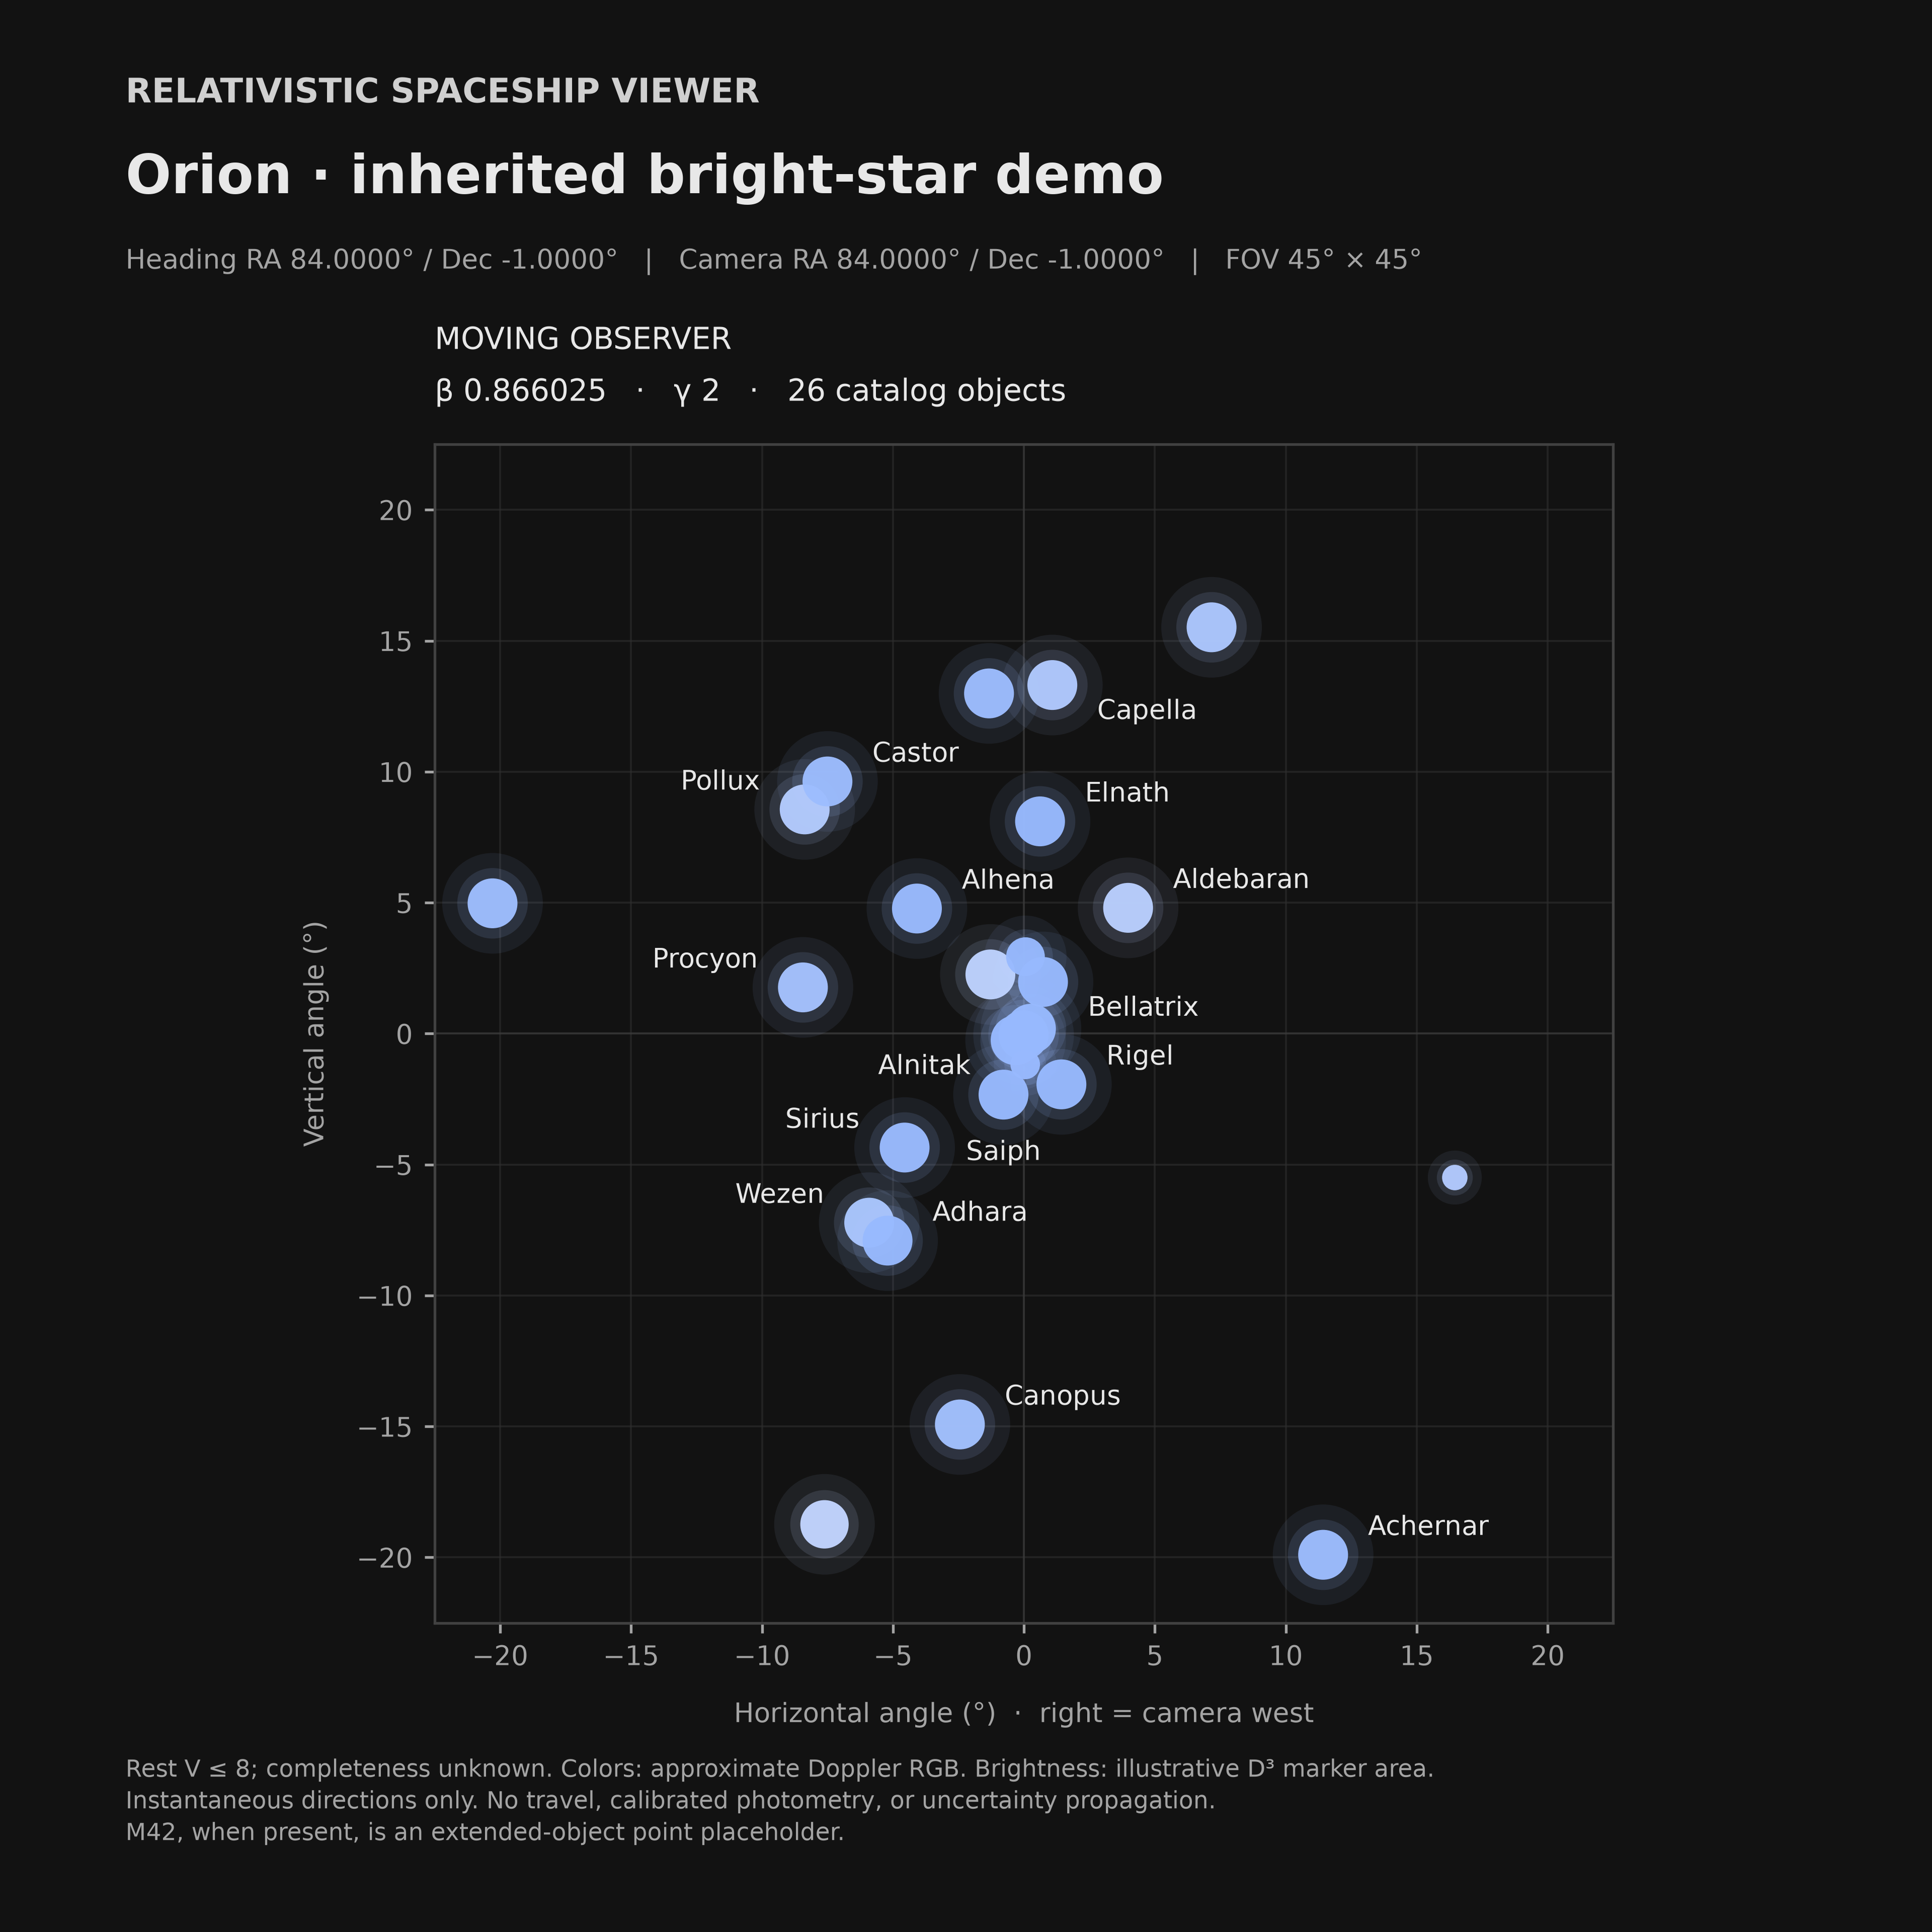 RELATIVISTIC SPACESHIP VIEWER
Orion · inherited bright-star demo
Heading RA 84.0000° / Dec -1.0000° | Camera RA 84.0000° / Dec -1.0000° | FOV 45° × 45°
MOVING OBSERVER
β 0.866025 · γ 2 · 26 catalog objects
20
15
10
5
0
−5
−10
−15
−20
Vertical angle (°)
Capella
Castor
Pollux
Elnath
Alhena
Aldebaran
Procyon
Bellatrix
Rigel
Alnitak
Sirius
Saiph
Wezen
Adhara
Canopus
Achernar
−20 −15 −10 −5 0 5 10 15 20
Horizontal angle (°) · right = camera west
Rest V ≤ 8; completeness unknown. Colors: approximate Doppler RGB. Brightness: illustrative D³ marker area.
Instantaneous directions only. No travel, calibrated photometry, or uncertainty propagation.
M42, when present, is an extended-object point placeholder.